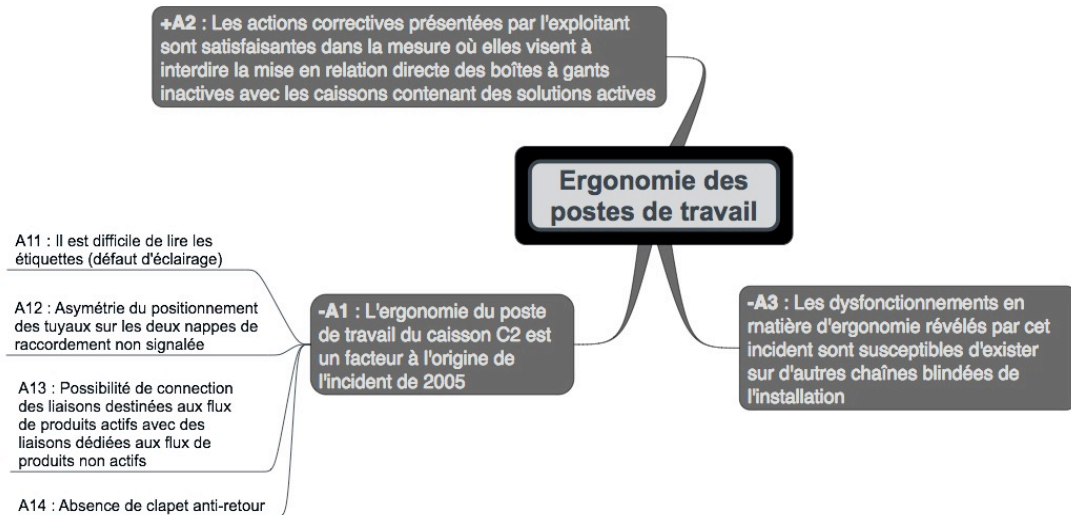 +A2 : Les actions correctives présentées par l'exploitant
sont satisfaisantes dans la mesure où elles visent à
interdire la mise en relation directe des boîtes à gants
inactives avec les caissons contenant des solutions actives
Ergonomie des
postes de travail
A11 : Il est difficile de lire les
étiquettes (défaut d'éclairage)
A12 : Asymétrie du positionnement
des tuyaux sur les deux nappes de
raccordement non signalée
A13 : Possibilité de connection
des liaisons destinées aux flux
de produits actifs avec des
liaisons dédiées aux flux de
produits non actifs
A14 : Absence de clapet anti-retour
-A1 : L'ergonomie du poste
de travail du caisson C2 est
un facteur à l'origine de
l'incident de 2005
-A3 : Les dysfonctionnements en
matière d'ergonomie révélés par cet
incident sont susceptibles d'exister
sur d'autres chaînes blindées de
l'installation